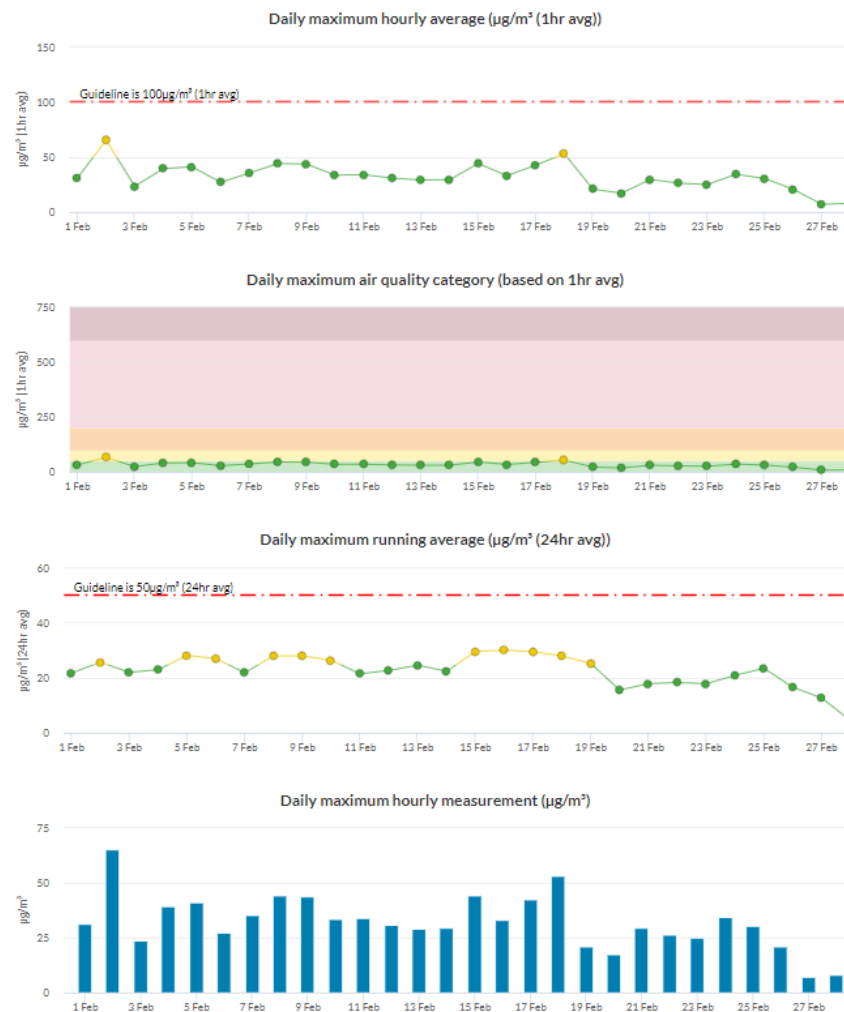 Daily maximum hourly average (µg/m³ (1hr avg))
150
100
50
0
µg/m³ (1hr avg)
Guideline is 100µg/m³ (1hr avg)
1 Feb 3 Feb 5 Feb 7 Feb 9 Feb 11 Feb 13 Feb 15 Feb 17 Feb 19 Feb 21 Feb 23 Feb 25 Feb 27 Feb
Daily maximum air quality category (based on 1hr avg)
750
500
250
0
µg/m³ (1hr avg)
1 Feb 3 Feb 5 Feb 7 Feb 9 Feb 11 Feb 13 Feb 15 Feb 17 Feb 19 Feb 21 Feb 23 Feb 25 Feb 27 Feb
Daily maximum running average (µg/m³ (24hr avg))
60
40
20
0
µg/m³ (24hr avg)
Guideline is 50µg/m³ (24hr avg)
1 Feb 3 Feb 5 Feb 7 Feb 9 Feb 11 Feb 13 Feb 15 Feb 17 Feb 19 Feb 21 Feb 23 Feb 25 Feb 27 Feb
Daily maximum hourly measurement (µg/m³)
75
50
25
0
µg/m³
1 Feb 3 Feb 5 Feb 7 Feb 9 Feb 11 Feb 13 Feb 15 Feb 17 Feb 19 Feb 21 Feb 23 Feb 25 Feb 27 Feb